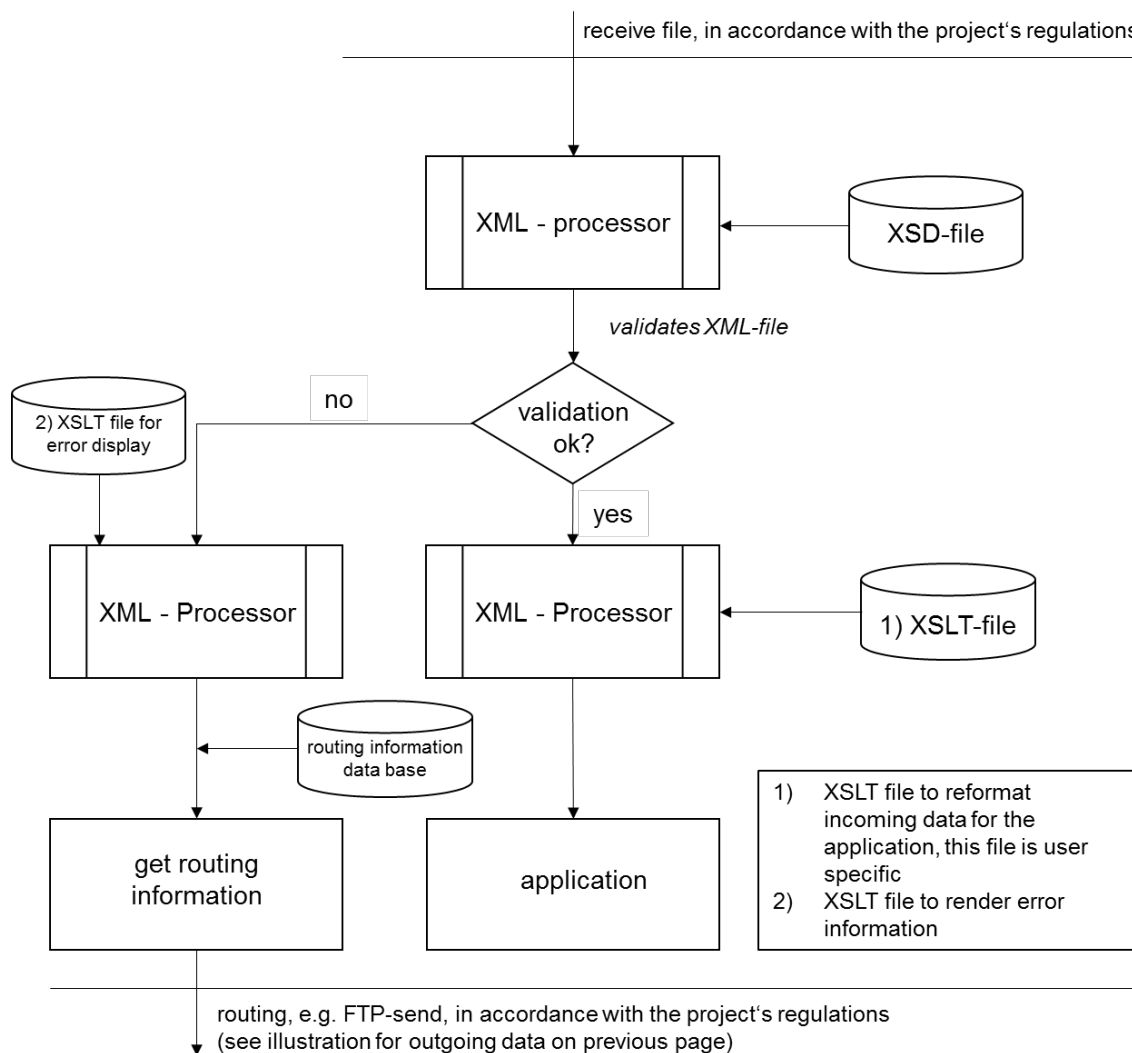 receive file, in accordance with the project‘s regulations
XML - processor
XSD-file
validates XML-file
no
validation
ok?
2) XSLT file for
error display
yes
XML - Processor
XML - Processor
1) XSLT-file
routing information
data base
get routing
information
application
1) XSLT file to reformat
incoming data for the
application, this file is user
specific
2) XSLT file to render error
information
routing, e.g. FTP-send, in accordance with the project‘s regulations
(see illustration for outgoing data on previous page)